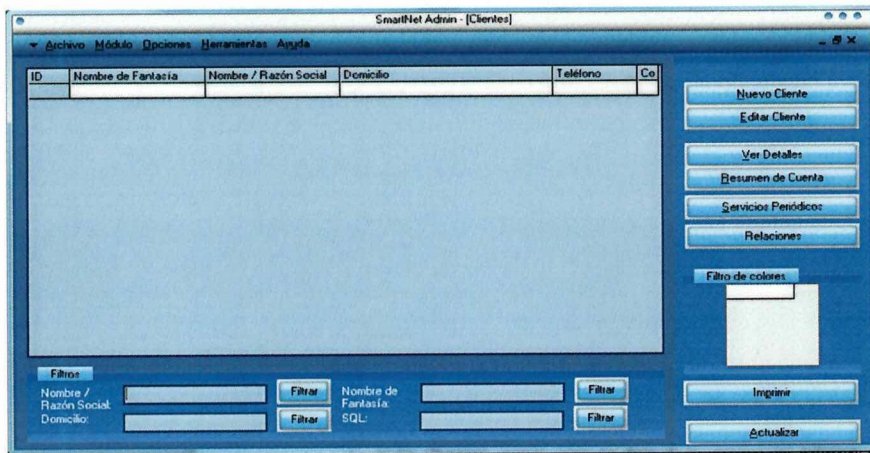 SmartNet Admin - [Clientes]
Archivo Módulo Opciones Herramientas Ayuda
ID Nombre de Fantasía Nombre / Razón Social Domicilio Teléfono Co
Nuevo Cliente
Editar Cliente
Ver Detalles
Resumen de Cuenta
Servicios Periódicos
Relaciones
Filtro de colores
Filtros
Nombre / Razón Social: Filtrar Nombre de Fantasía: Filtrar
Domicilio: Filtrar SQL: Filtrar
Imprimir
Actualizar